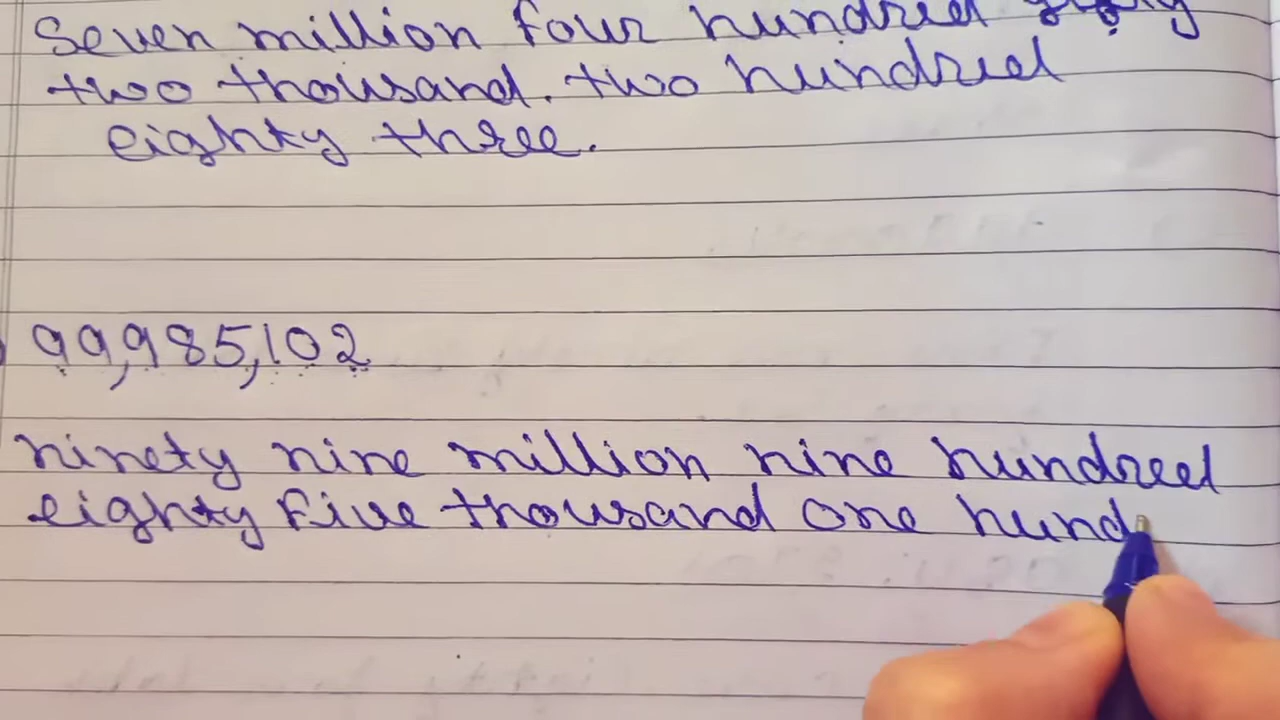 Seven million four hundred
two thousand. two hundred
eighty three.
99,985,102
ninety nine million nine hundred
eighty five thousand one hund